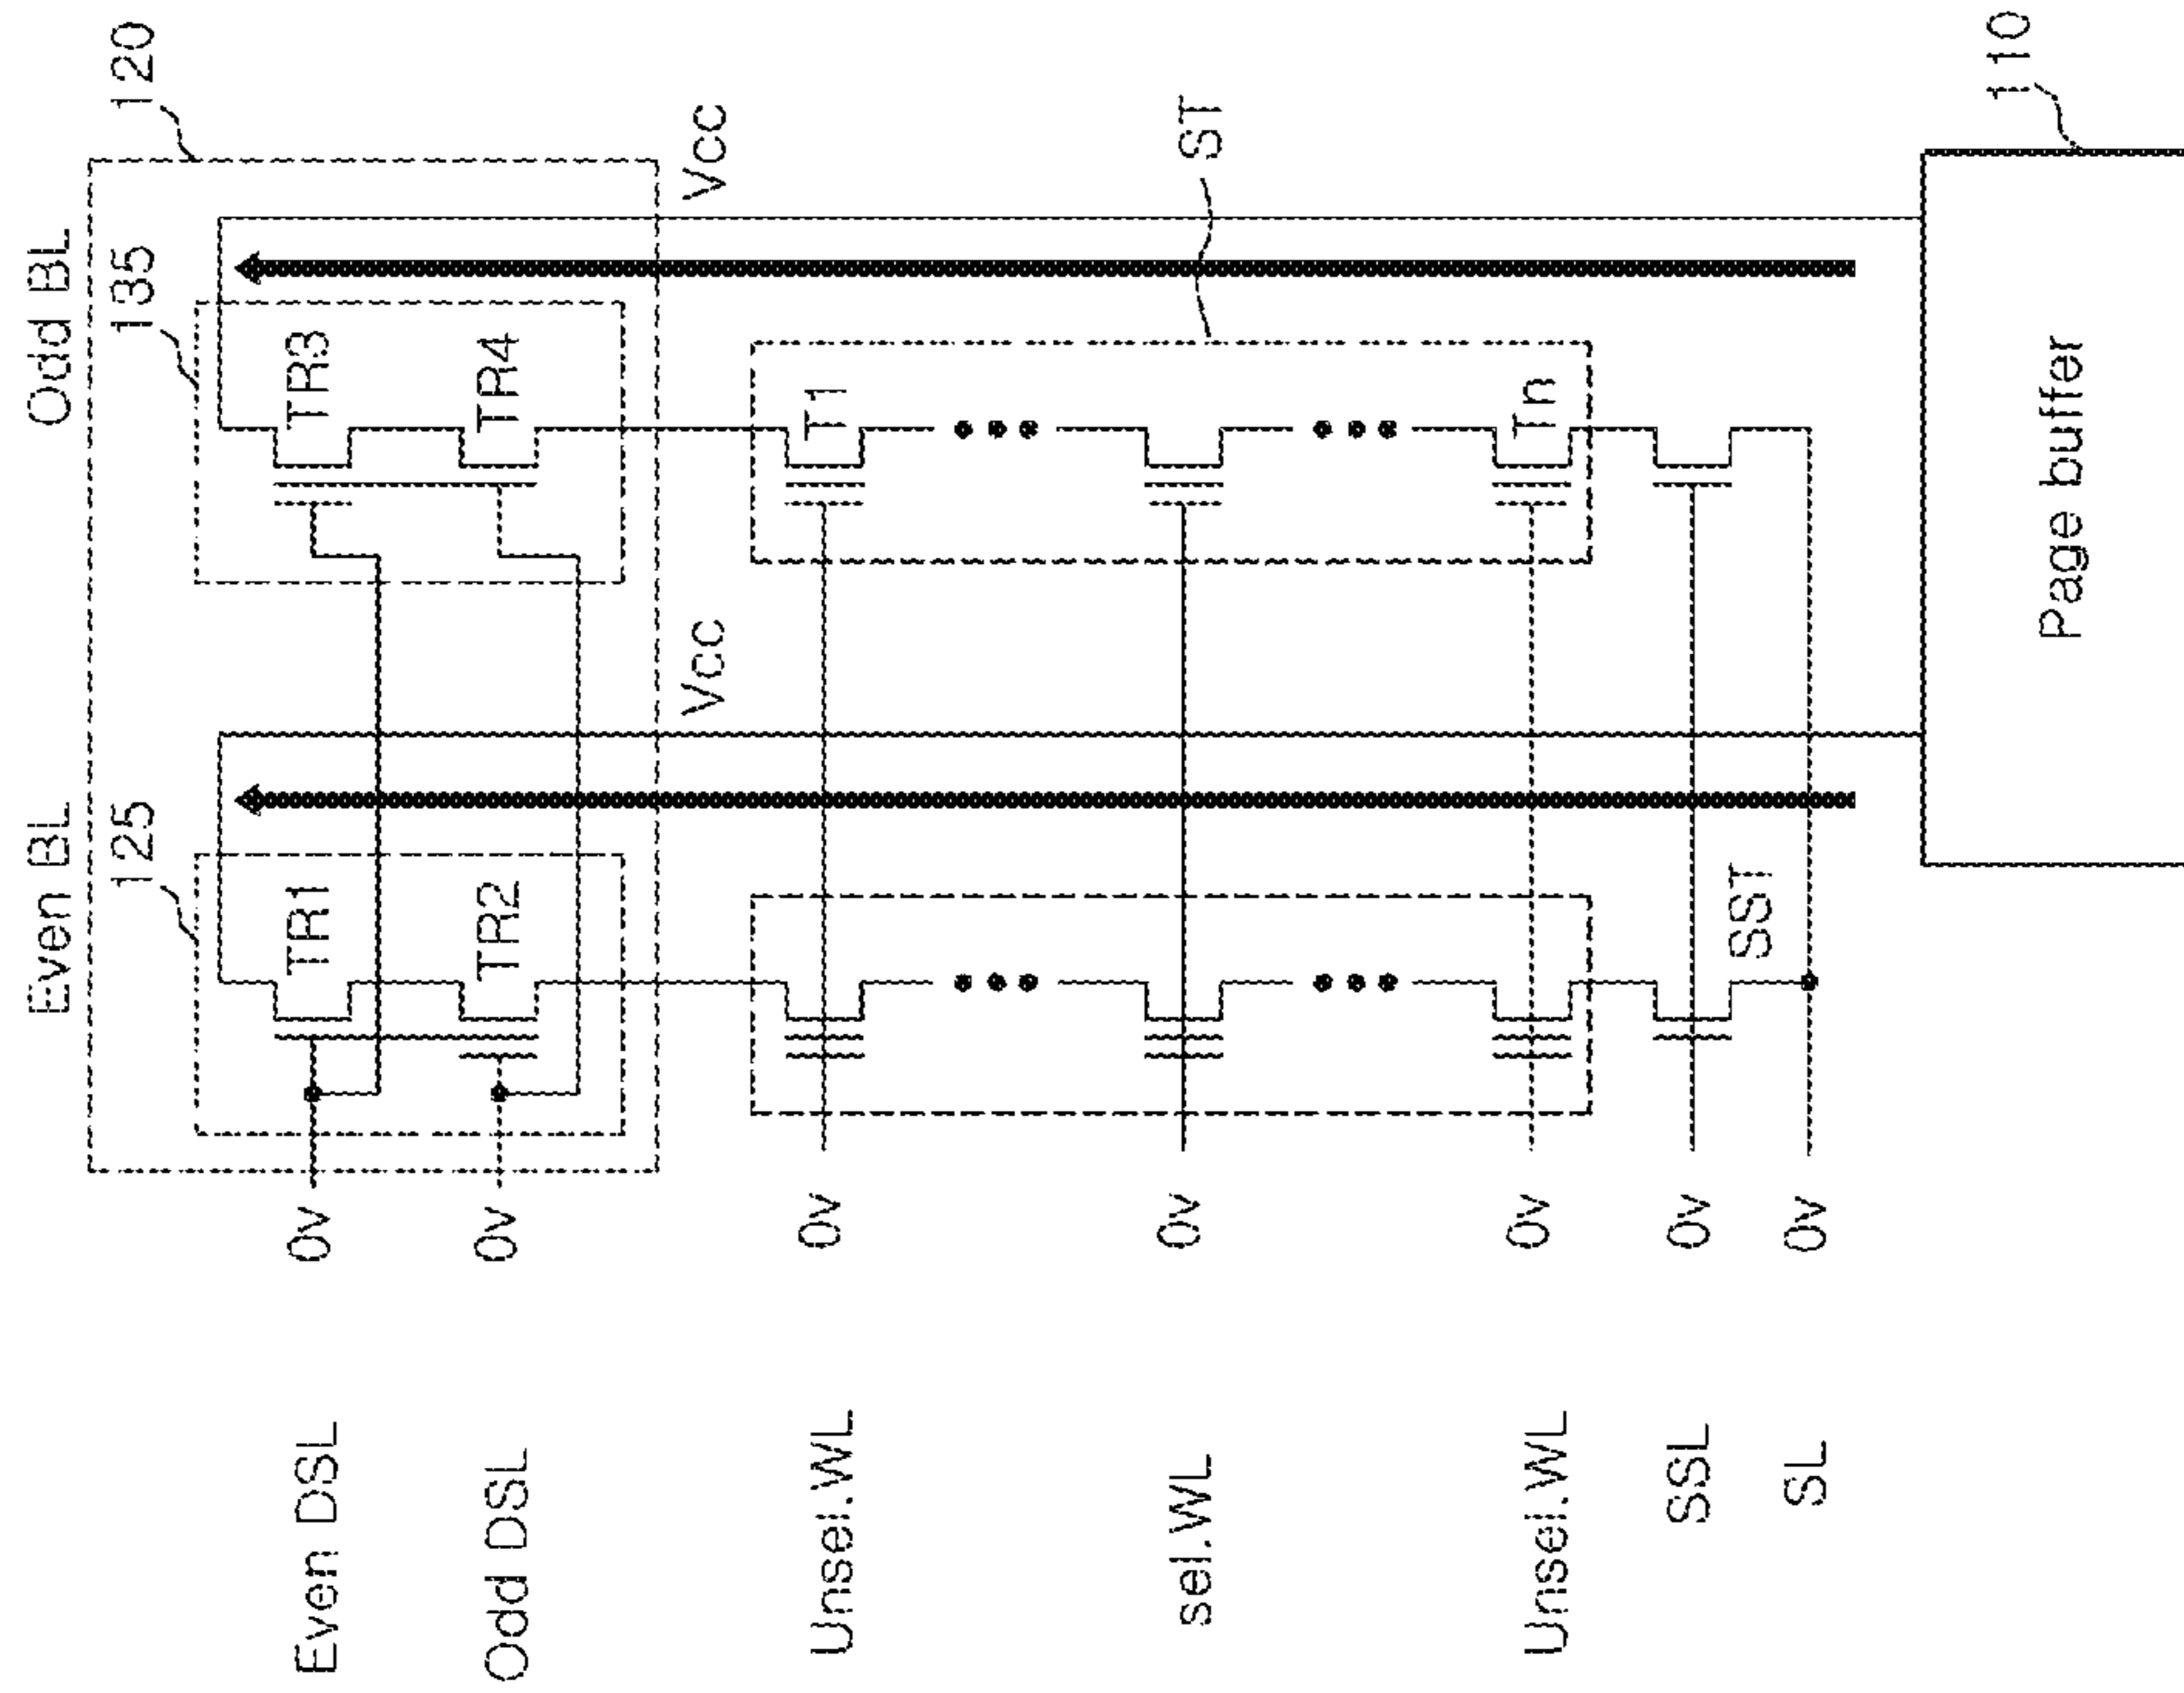 Even BL
Odd BL
125
135
120
Even DSL
0v
TR1
TR3
Odd DSL
0v
TR2
TR4
Vcc
Vcc
Unsel.WL
0v
T1
ST
sel.WL
0v
Unsel.WL
0v
Tn
SSL
0v
SST
SL
0v
Page buffer
110